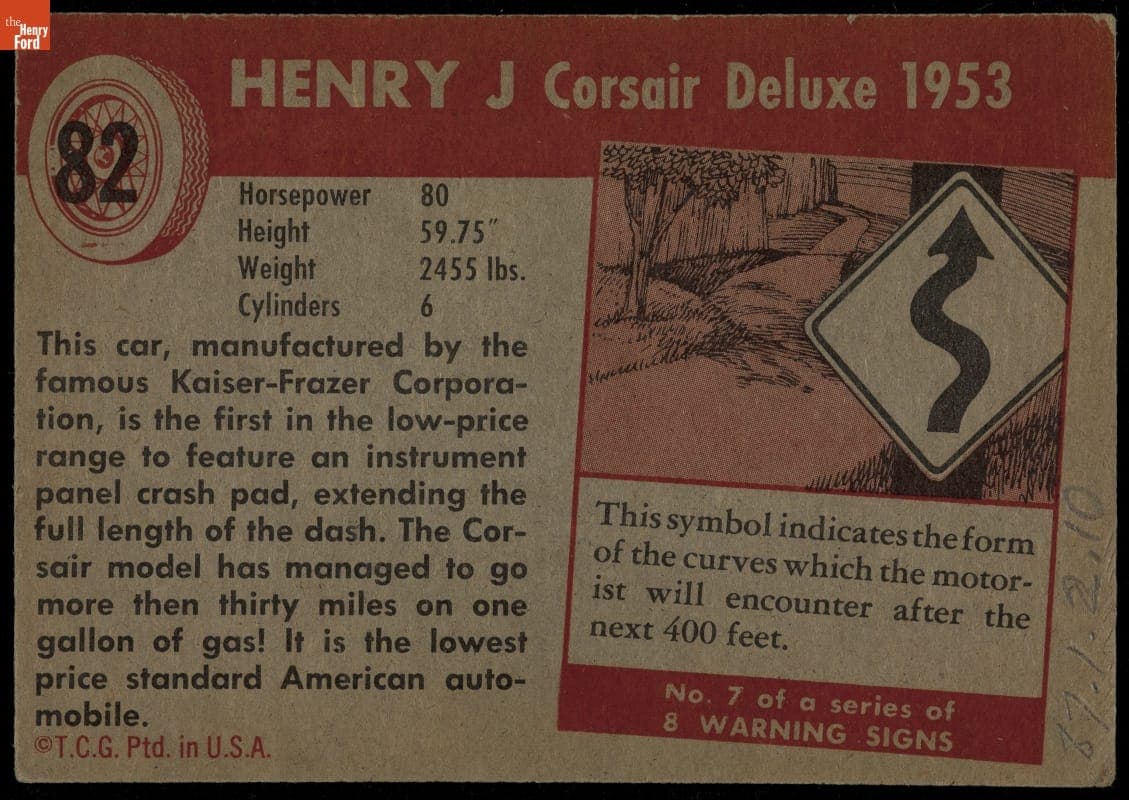 the
Henry
Ford
82
HENRY J Corsair Deluxe 1953
Horsepower 80
Height 59.75"
Weight 2455 lbs.
Cylinders 6
This car, manufactured by the
famous Kaiser-Frazer Corpora-
tion, is the first in the low-price
range to feature an instrument
panel crash pad, extending the
full length of the dash. The Cor-
sair model has managed to go
more then thirty miles on one
gallon of gas! It is the lowest
price standard American auto-
mobile.
©T.C.G. Ptd. in U.S.A.
This symbol indicates the form
of the curves which the motor-
ist will encounter after the
next 400 feet.
No. 7 of a series of
8 WARNING SIGNS
87.1.2.10